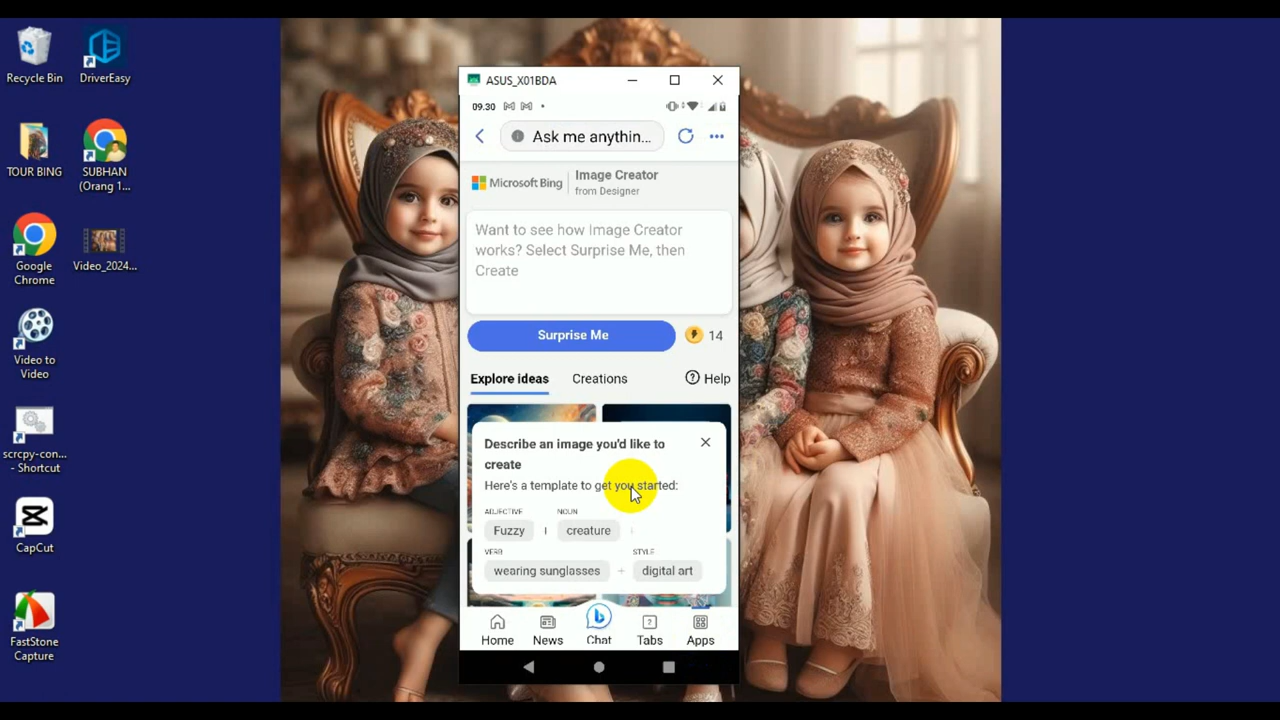 Recycle Bin
DriverEasy
TOUR BING
SUBHAN
(Orang 1...
Google
Chrome
Video_2024...
Video to
Video
scrcpy-con...
- Shortcut
CapCut
FastStone
Capture
ASUS_X01BDA
09.30
Ask me anythin...
Microsoft Bing
Image Creator
from Designer
Want to see how Image Creator
works? Select Surprise Me, then
Create
Surprise Me
14
Explore ideas
Creations
Help
Describe an image you'd like to
create
Here's a template to get you started:
ADJECTIVE
NOUN
Fuzzy
creature
VERB
STYLE
wearing sunglasses
+
digital art
Home
News
Chat
Tabs
Apps